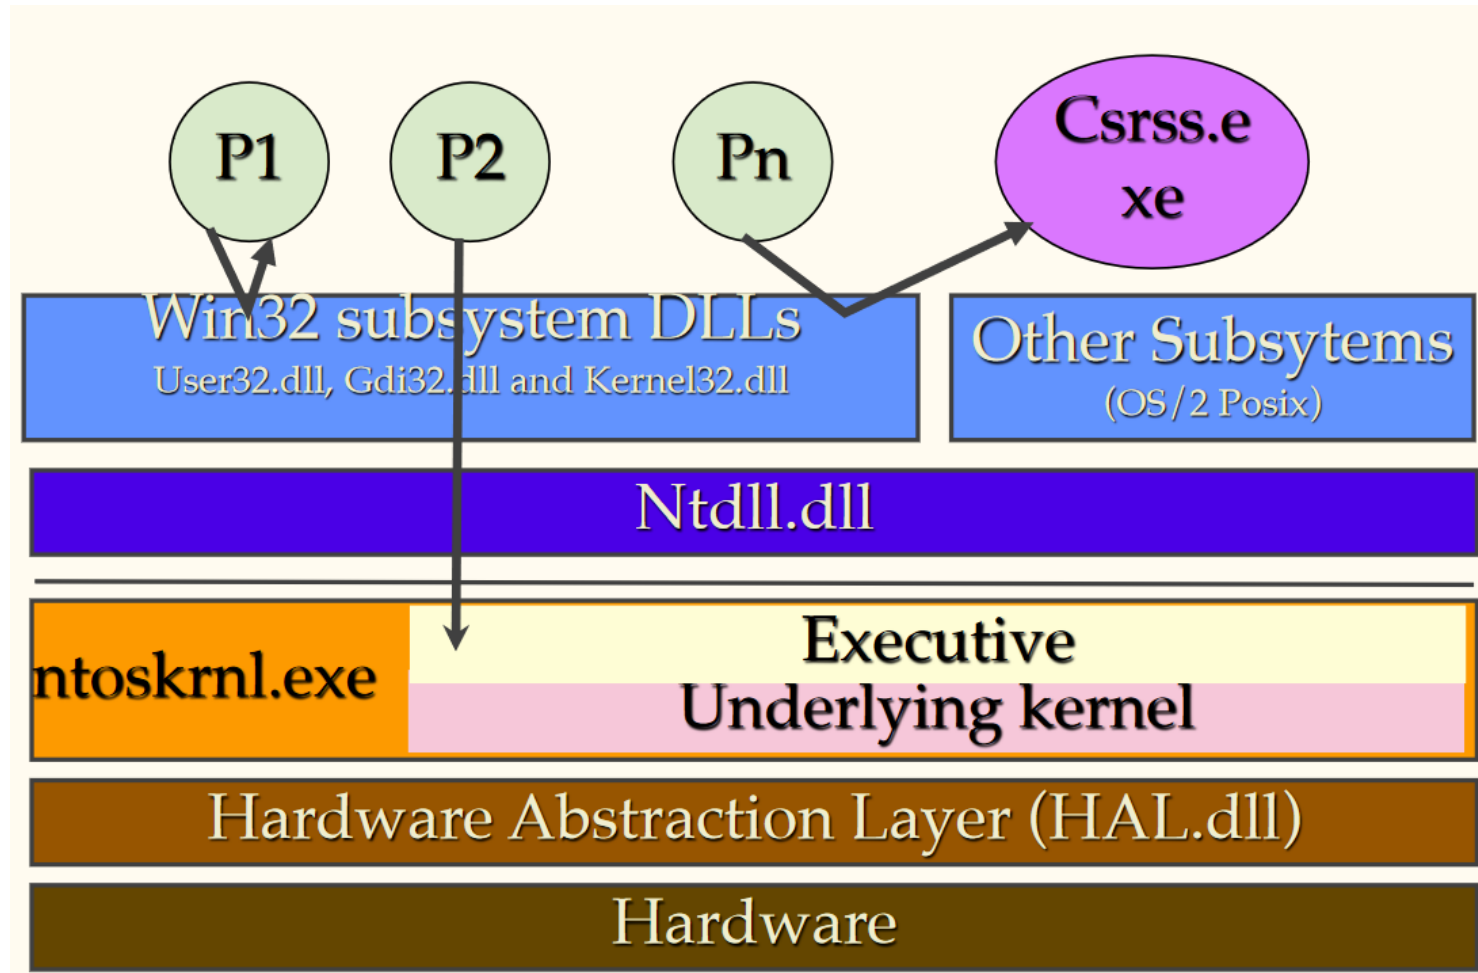 P1
P2
Pn
Csrss.e
xe
Win32 subsystem DLLs
User32.dll, Gdi32.dll and Kernel32.dll
Other Subsytems
(OS/2 Posix)
Ntdll.dll
ntoskrnl.exe
Executive
Underlying kernel
Hardware Abstraction Layer (HAL.dll)
Hardware